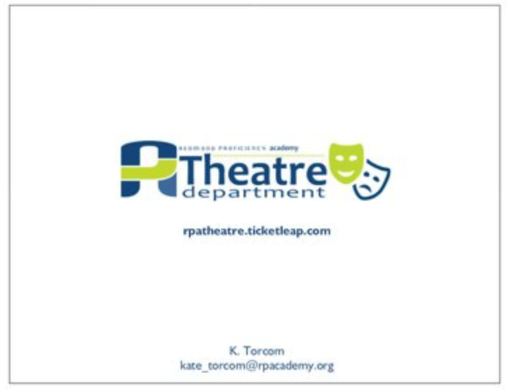 REDMOND PROFICIENCY academy
Theatre
department
rpatheatre.ticketleap.com
K. Torcom
kate_torcom@rpacademy.org